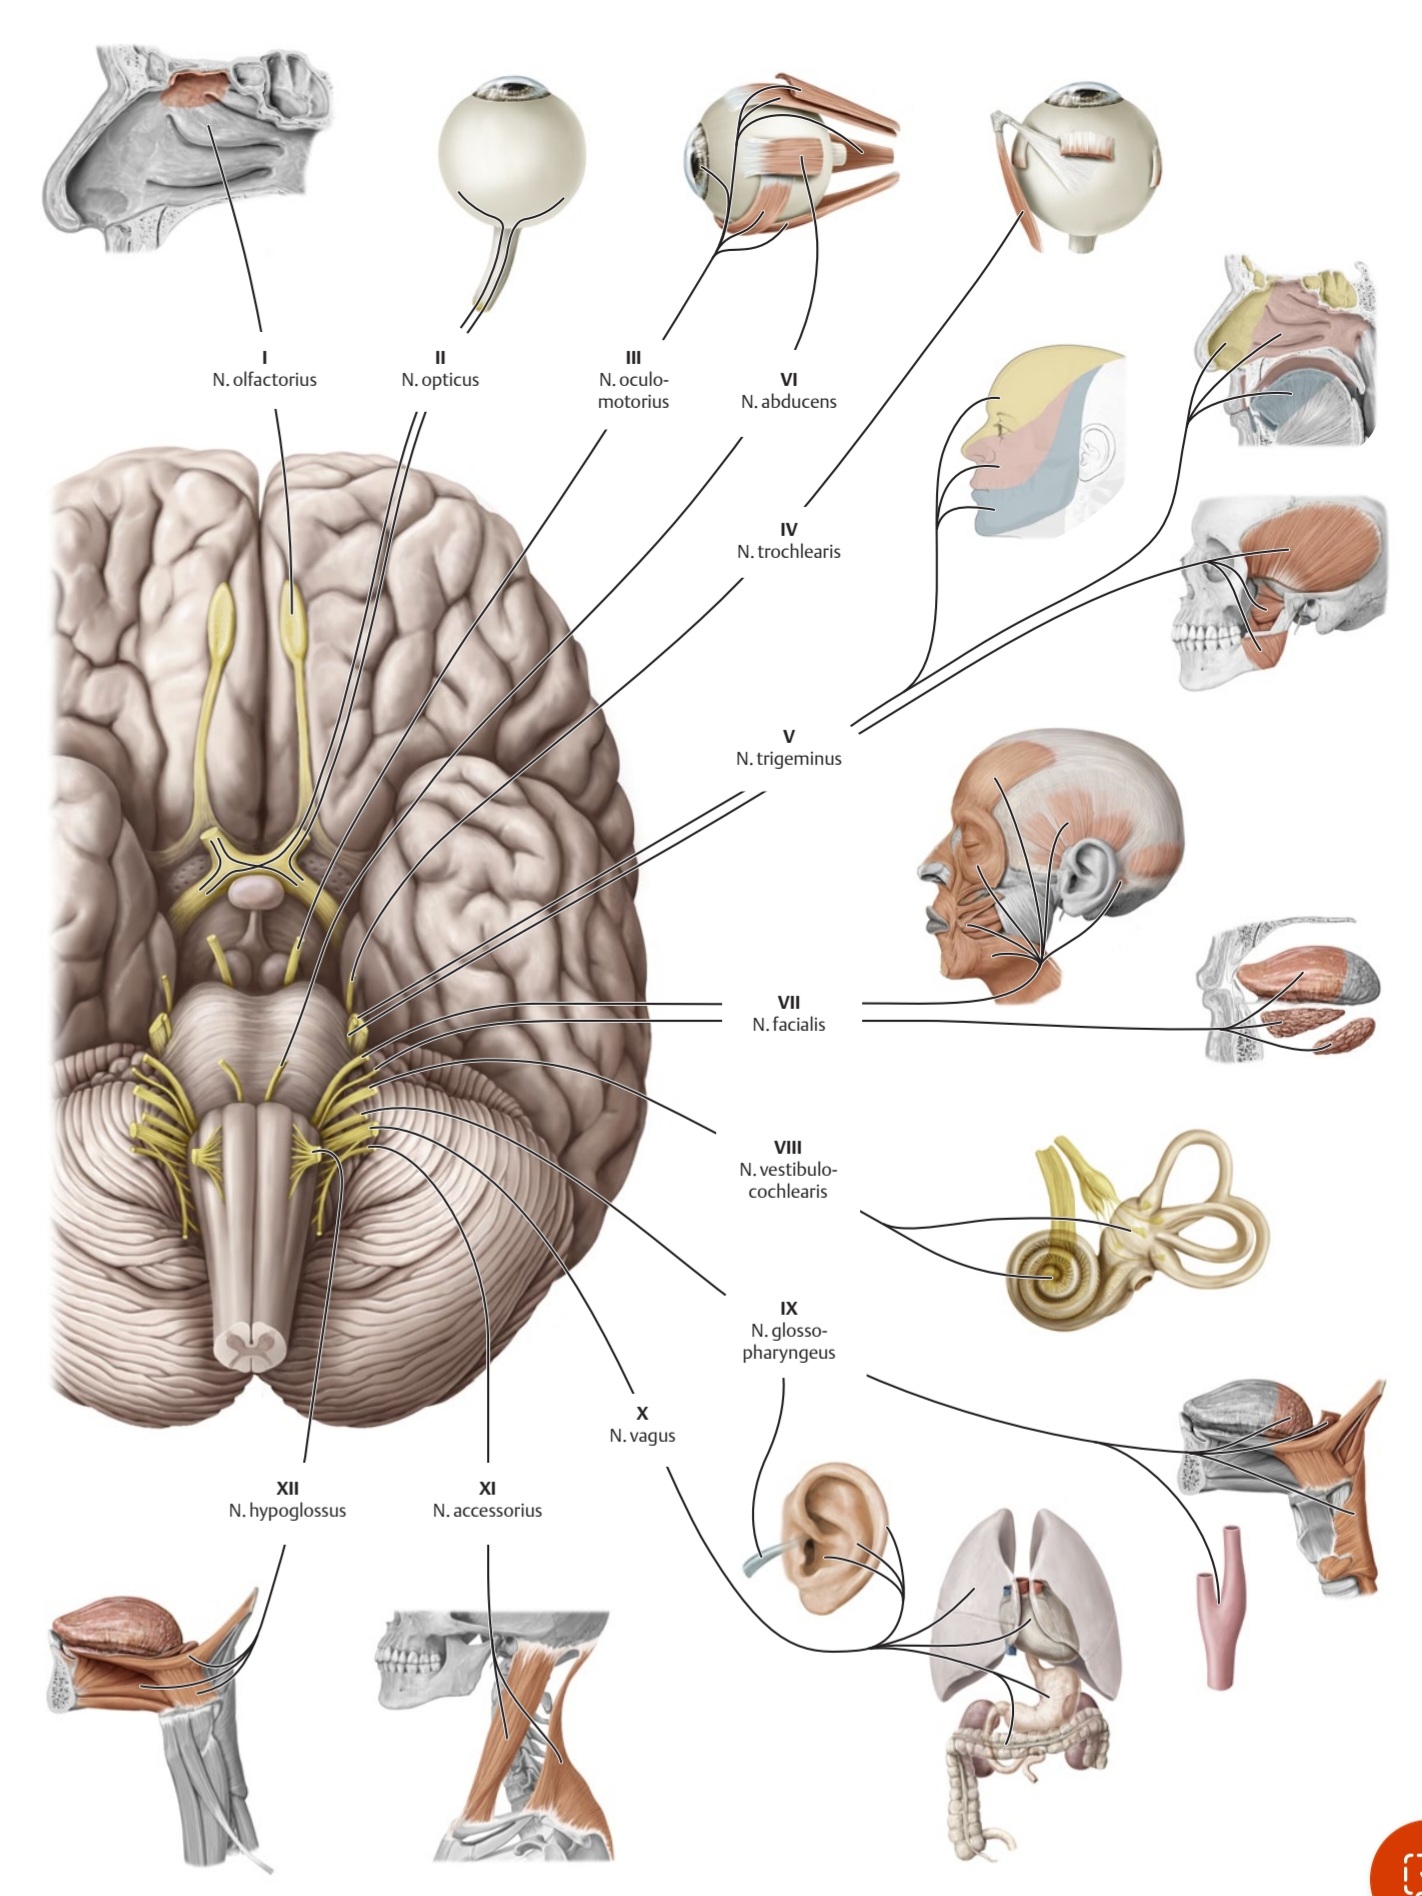 I
N. olfactorius
II
N. opticus
III
N. oculo-
motorius
VI
N. abducens
IV
N. trochlearis
V
N. trigeminus
VII
N. facialis
VIII
N. vestibulo-
cochlearis
IX
N. glosso-
pharyngeus
X
N. vagus
XII
N. hypoglossus
XI
N. accessorius